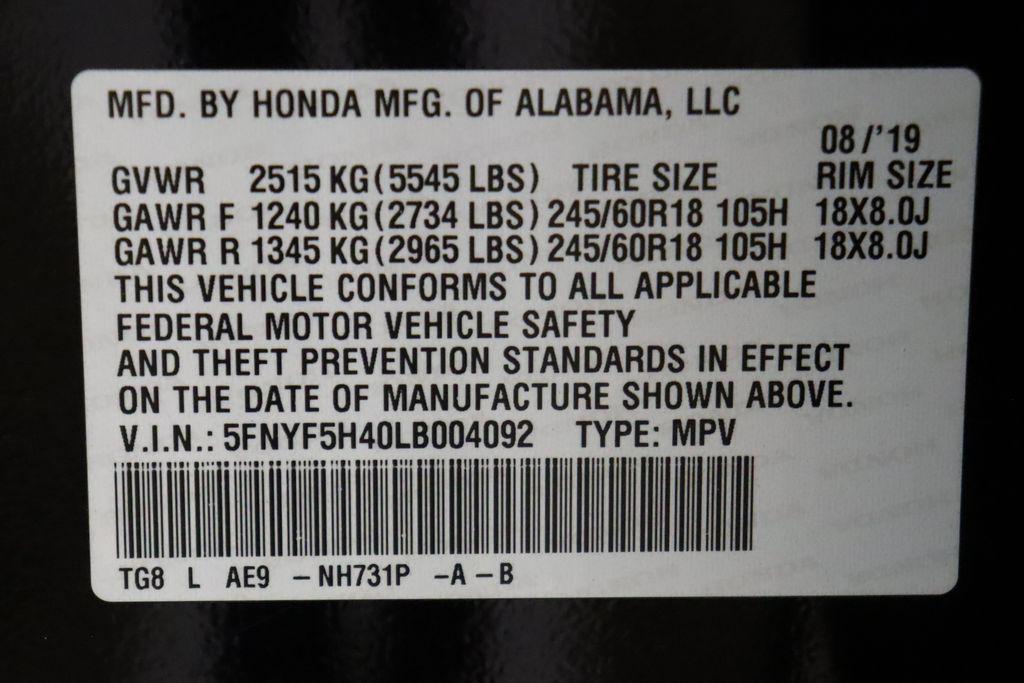 MFD. BY HONDA MFG. OF ALABAMA, LLC
08/'19
GVWR 2515 KG (5545 LBS) TIRE SIZE RIM SIZE
GAWR F 1240 KG (2734 LBS) 245/60R18 105H 18X8.0J
GAWR R 1345 KG (2965 LBS) 245/60R18 105H 18X8.0J
THIS VEHICLE CONFORMS TO ALL APPLICABLE
FEDERAL MOTOR VEHICLE SAFETY
AND THEFT PREVENTION STANDARDS IN EFFECT
ON THE DATE OF MANUFACTURE SHOWN ABOVE.
V.I.N.: 5FNYF5H40LB004092 TYPE: MPV
TG8 L AE9 -NH731P -A -B